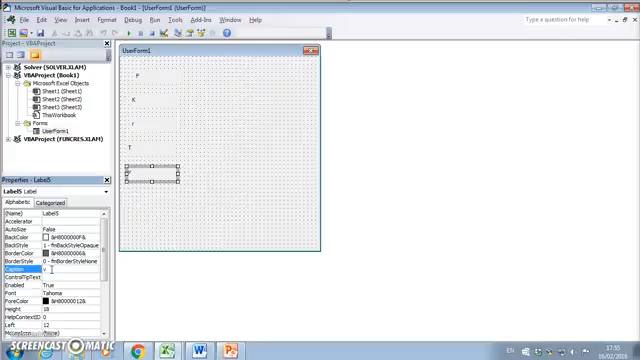 Microsoft Visual Basic for Applications - Book1 - [UserForm1 (UserForm)]
File Edit View Insert Format Debug Run Tools Add-Ins Window Help
Type a question for help
Project - VBAProject
Solver (SOLVER.XLAM)
VBAProject (Book1)
Microsoft Excel Objects
Sheet1 (Sheet1)
Sheet2 (Sheet2)
Sheet3 (Sheet3)
ThisWorkbook
Forms
UserForm1
VBAProject (FUNCRES.XLAM)
UserForm1
F
K
r
T
Properties - Label5
Label5 Label
Alphabetic Categorized
(Name) Label5
Accelerator
AutoSize False
BackColor &H8000000F&
BackStyle 1 - fmBackStyleOpaque
BorderColor &H80000006&
BorderStyle 0 - fmBorderStyleNone
Caption v
ControlTipText
Enabled True
Font Tahoma
ForeColor &H80000012&
Height 18
HelpContextID 0
Left 12
MouseIcon (None)
RECORDED WITH
SCREENCAST-O-MATIC
EN
17:55
16/02/2016